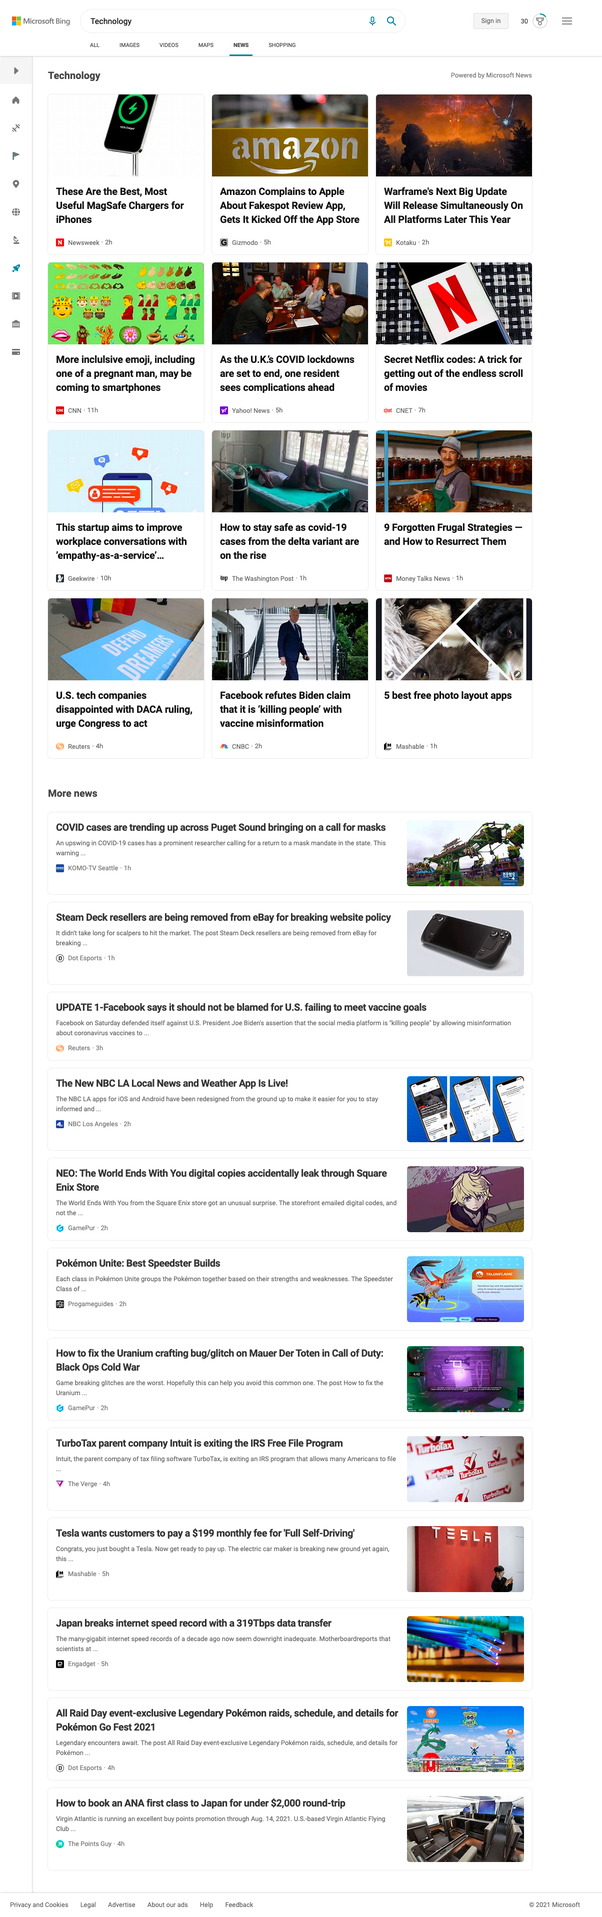 Microsoft Bing
Technology
Sign in
30
ALL IMAGES VIDEOS MAPS NEWS SHOPPING
Technology
Powered by Microsoft News
These Are the Best, Most
Useful MagSafe Chargers for
iPhones
Newsweek · 2h
amazon
Amazon Complains to Apple
About Fakespot Review App,
Gets It Kicked Off the App Store
Gizmodo · 5h
Warframe's Next Big Update
Will Release Simultaneously On
All Platforms Later This Year
Kotaku · 2h
More inclulsive emoji, including
one of a pregnant man, may be
coming to smartphones
CNN · 11h
As the U.K.'s COVID lockdowns
are set to end, one resident
sees complications ahead
Yahoo! News · 5h
N
Secret Netflix codes: A trick for
getting out of the endless scroll
of movies
CNET · 7h
This startup aims to improve
workplace conversations with
'empathy-as-a-service'...
Geekwire · 10h
How to stay safe as covid-19
cases from the delta variant are
on the rise
The Washington Post · 1h
9 Forgotten Frugal Strategies —
and How to Resurrect Them
Money Talks News · 1h
DEFEND
DREAMERS
U.S. tech companies
disappointed with DACA ruling,
urge Congress to act
Reuters · 4h
Facebook refutes Biden claim
that it is 'killing people' with
vaccine misinformation
CNBC · 2h
5 best free photo layout apps
Mashable · 1h
More news
COVID cases are trending up across Puget Sound bringing on a call for masks
An upswing in COVID-19 cases has a prominent researcher calling for a return to a mask mandate in the state. This
warning ...
KOMO-TV Seattle · 1h
Steam Deck resellers are being removed from eBay for breaking website policy
It didn't take long for scalpers to hit the market. The post Steam Deck resellers are being removed from eBay for
breaking ...
Dot Esports · 1h
UPDATE 1-Facebook says it should not be blamed for U.S. failing to meet vaccine goals
Facebook on Saturday defended itself against U.S. President Joe Biden's assertion that the social media platform is "killing people" by allowing misinformation
about coronavirus vaccines to ...
Reuters · 3h
The New NBC LA Local News and Weather App Is Live!
The NBC LA apps for iOS and Android have been redesigned from the ground up to make it easier for you to stay
informed and ...
NBC Los Angeles · 2h
NEO: The World Ends With You digital copies accidentally leak through Square
Enix Store
The World Ends With You from the Square Enix store got an unusual surprise. The storefront emailed digital codes, and
not the ...
GamePur · 2h
Pokémon Unite: Best Speedster Builds
Each class in Pokémon Unite groups the Pokémon together based on their strengths and weaknesses. The Speedster
Class of ...
Progameguides · 2h
TALONFLAME
How to fix the Uranium crafting bug/glitch on Mauer Der Toten in Call of Duty:
Black Ops Cold War
Game breaking glitches are the worst. Hopefully this can help you avoid this common one. The post How to fix the
Uranium ...
GamePur · 2h
TurboTax parent company Intuit is exiting the IRS Free File Program
Intuit, the parent company of tax filing software TurboTax, is exiting an IRS program that allows many Americans to file
...
The Verge · 4h
TurboTax
Tesla wants customers to pay a $199 monthly fee for 'Full Self-Driving'
Congrats, you just bought a Tesla. Now get ready to pay up. The electric car maker is breaking new ground yet again,
this ...
Mashable · 5h
TESLA
Japan breaks internet speed record with a 319Tbps data transfer
The many-gigabit internet speed records of a decade ago now seem downright inadequate. Motherboardreports that
scientists at ...
Engadget · 5h
All Raid Day event-exclusive Legendary Pokémon raids, schedule, and details for
Pokémon Go Fest 2021
Legendary encounters await. The post All Raid Day event-exclusive Legendary Pokémon raids, schedule, and details for
Pokémon ...
Dot Esports · 4h
How to book an ANA first class to Japan for under $2,000 round-trip
Virgin Atlantic is running an excellent buy points promotion through Aug. 14, 2021. U.S.-based Virgin Atlantic Flying
Club ...
The Points Guy · 4h
Privacy and Cookies Legal Advertise About our ads Help Feedback
© 2021 Microsoft